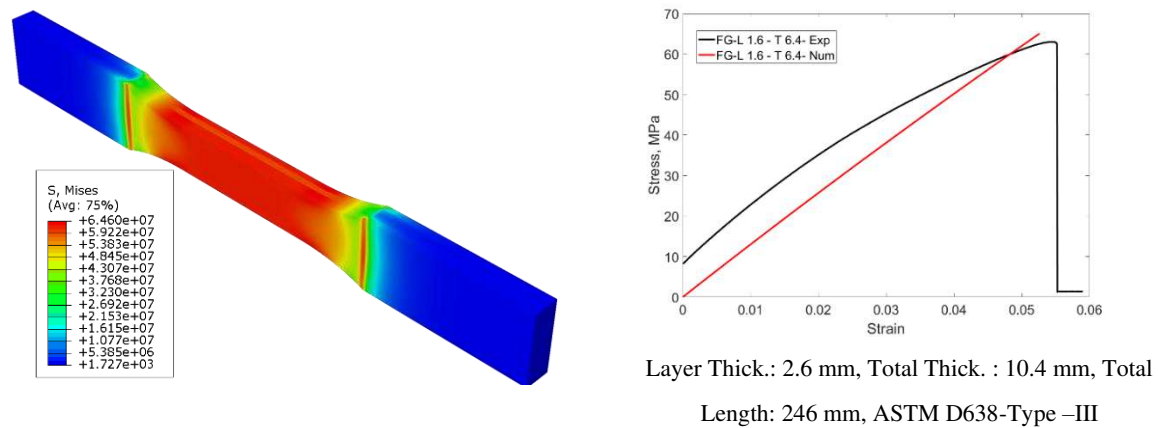 S, Mises
(Avg: 75%)
+6.460e+07
+5.922e+07
+5.383e+07
+4.845e+07
+4.307e+07
+3.768e+07
+3.230e+07
+2.692e+07
+2.153e+07
+1.615e+07
+1.077e+07
+5.385e+06
+1.727e+03
70
60
50
40
30
20
10
0
Stress, MPa
FG-L 1.6 - T 6.4- Exp
FG-L 1.6 - T 6.4- Num
0 0.01 0.02 0.03 0.04 0.05 0.06
Strain
Layer Thick.: 2.6 mm, Total Thick. : 10.4 mm, Total
Length: 246 mm, ASTM D638-Type –III